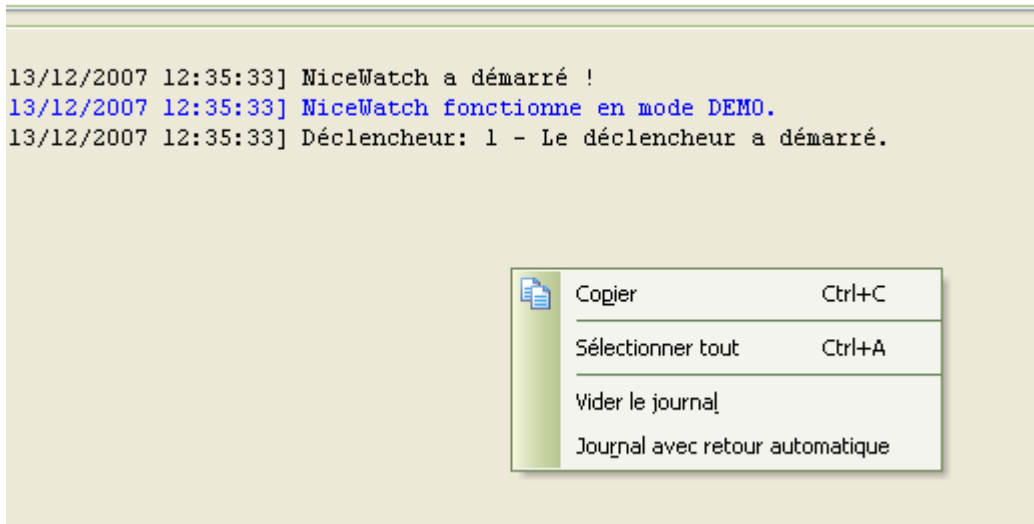 13/12/2007 12:35:33] NiceWatch a démarré !
13/12/2007 12:35:33] NiceWatch fonctionne en mode DEMO.
13/12/2007 12:35:33] Déclencheur: 1 - Le déclencheur a démarré.
Copier Ctrl+C
Sélectionner tout Ctrl+A
Vider le journal
Journal avec retour automatique